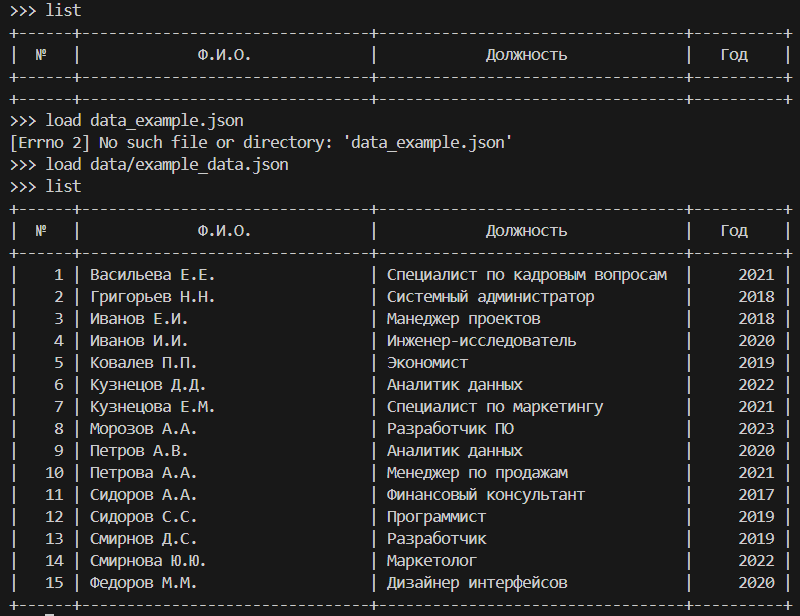 >>> list
+------+--------------------------------+----------------------------------+----------+
|  №   |             Ф.И.О.             |            Должность             |   Год    |
+------+--------------------------------+----------------------------------+----------+
+------+--------------------------------+----------------------------------+----------+
>>> load data_example.json
[Errno 2] No such file or directory: 'data_example.json'
>>> load data/example_data.json
>>> list
+------+--------------------------------+----------------------------------+----------+
|  №   |             Ф.И.О.             |            Должность             |   Год    |
+------+--------------------------------+----------------------------------+----------+
|    1 | Васильева Е.Е.                 | Специалист по кадровым вопросам  |     2021 |
|    2 | Григорьев Н.Н.                 | Системный администратор          |     2018 |
|    3 | Иванов Е.И.                    | Манеджер проектов                |     2018 |
|    4 | Иванов И.И.                    | Инженер-исследователь            |     2020 |
|    5 | Ковалев П.П.                   | Экономист                        |     2019 |
|    6 | Кузнецов Д.Д.                  | Аналитик данных                  |     2022 |
|    7 | Кузнецова Е.М.                 | Специалист по маркетингу         |     2021 |
|    8 | Морозов А.А.                   | Разработчик ПО                   |     2023 |
|    9 | Петров А.В.                    | Аналитик данных                  |     2020 |
|   10 | Петрова А.А.                   | Менеджер по продажам             |     2021 |
|   11 | Сидоров А.А.                   | Финансовый консультант           |     2017 |
|   12 | Сидоров С.С.                   | Программист                      |     2019 |
|   13 | Смирнов Д.С.                   | Разработчик                      |     2019 |
|   14 | Смирнова Ю.Ю.                  | Маркетолог                       |     2022 |
|   15 | Федоров М.М.                   | Дизайнер интерфейсов             |     2020 |
+------+--------------------------------+----------------------------------+----------+